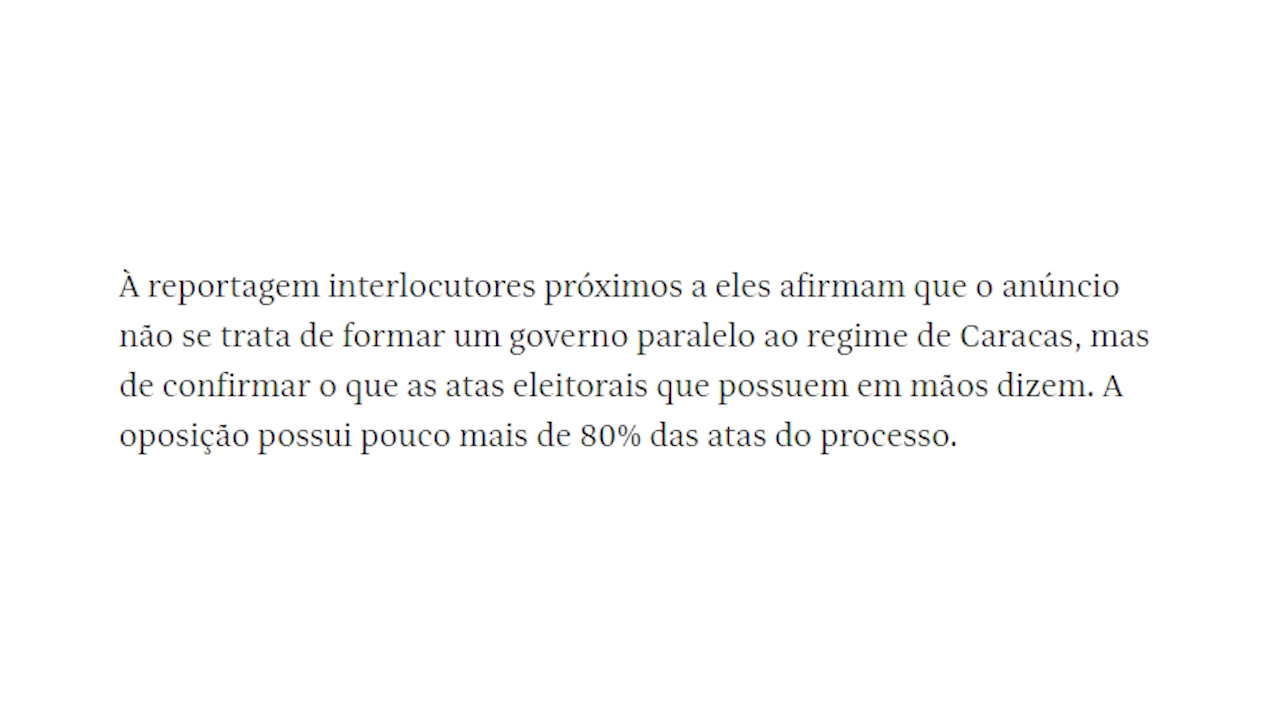 À reportagem interlocutores próximos a eles afirmam que o anúncio
não se trata de formar um governo paralelo ao regime de Caracas, mas
de confirmar o que as atas eleitorais que possuem em mãos dizem. A
oposição possui pouco mais de 80% das atas do processo.